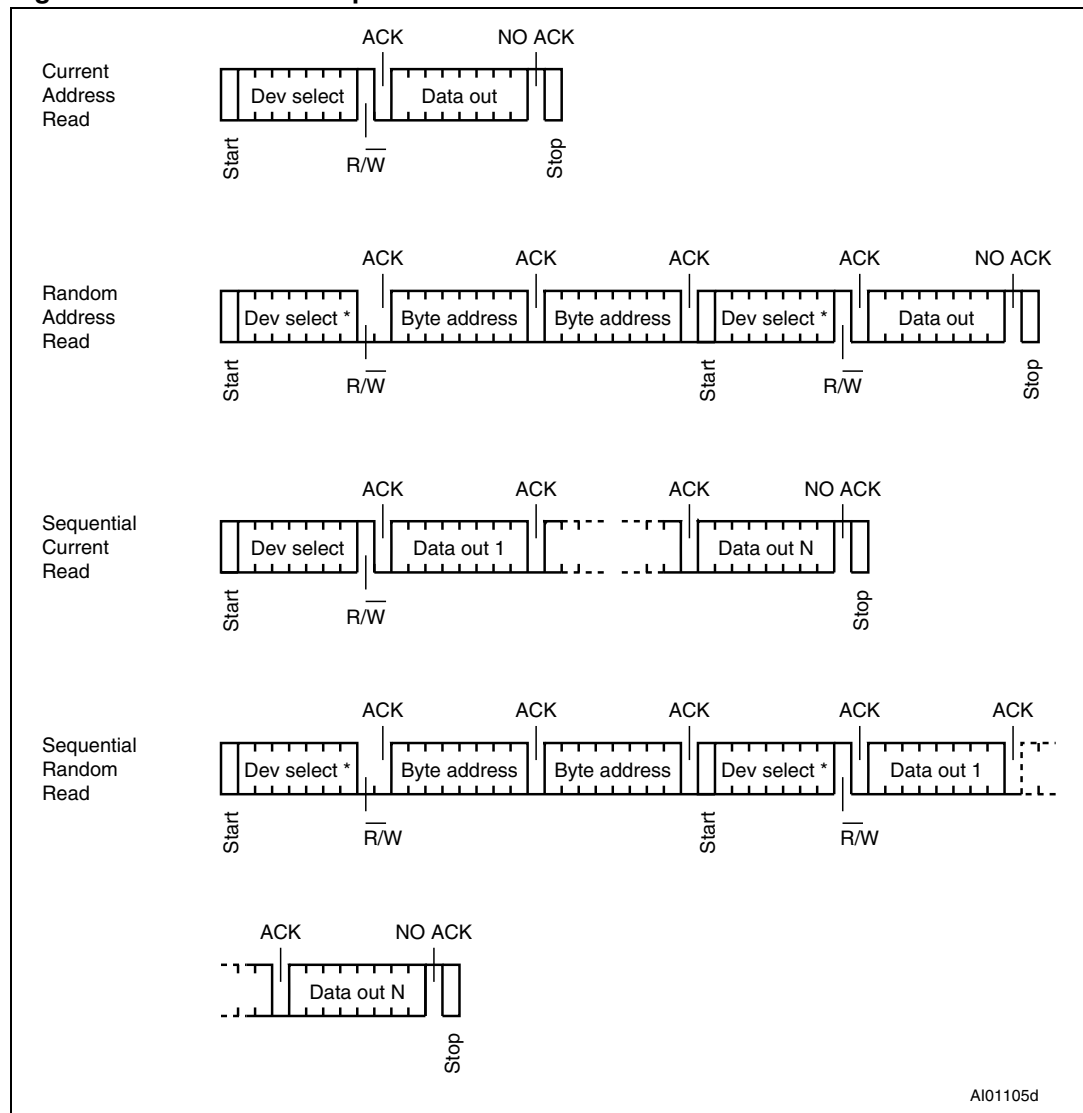 ACK NO ACK
Current
Address
Read
Dev select Data out
Start R/W̅ Stop
ACK ACK ACK ACK NO ACK
Random
Address
Read
Dev select * Byte address Byte address Dev select * Data out
Start R/W̅ Start R/W̅ Stop
ACK ACK ACK NO ACK
Sequential
Current
Read
Dev select Data out 1 Data out N
Start R/W̅ Stop
ACK ACK ACK ACK ACK
Sequential
Random
Read
Dev select * Byte address Byte address Dev select * Data out 1
Start R̅/W Start R̅/W
ACK NO ACK
Data out N
Stop
AI01105d